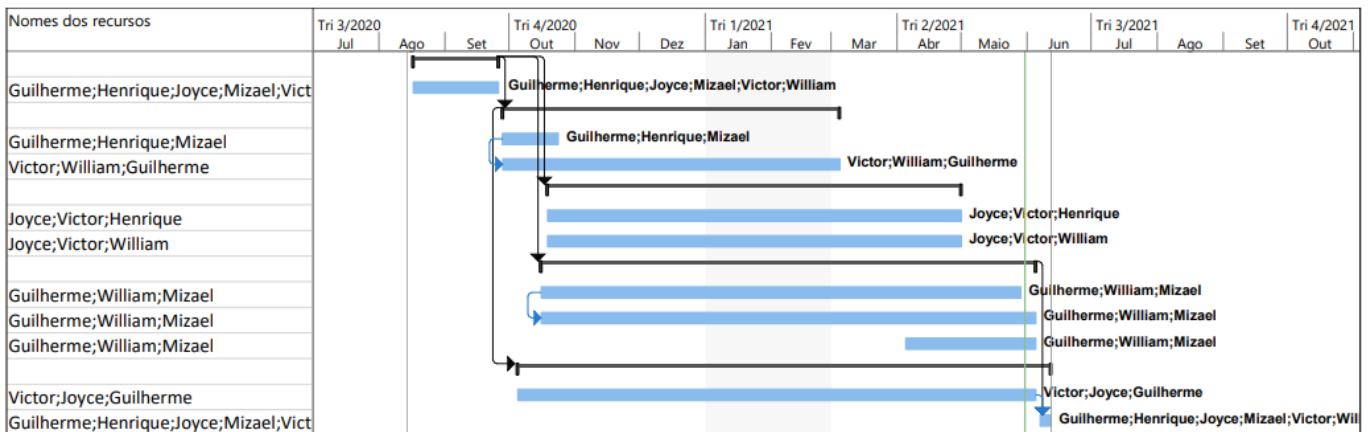 Nomes dos recursos
Tri 3/2020 Tri 4/2020 Tri 1/2021 Tri 2/2021 Tri 3/2021 Tri 4/2021
Jul Ago Set Out Nov Dez Jan Fev Mar Abr Maio Jun Jul Ago Set Out
Guilherme;Henrique;Joyce;Mizael;Vict Guilherme;Henrique;Joyce;Mizael;Victor;William
Guilherme;Henrique;Mizael Guilherme;Henrique;Mizael
Victor;William;Guilherme Victor;William;Guilherme
Joyce;Victor;Henrique Joyce;Victor;Henrique
Joyce;Victor;William Joyce;Victor;William
Guilherme;William;Mizael Guilherme;William;Mizael
Guilherme;William;Mizael Guilherme;William;Mizael
Guilherme;William;Mizael Guilherme;William;Mizael
Victor;Joyce;Guilherme Victor;Joyce;Guilherme
Guilherme;Henrique;Joyce;Mizael;Vict Guilherme;Henrique;Joyce;Mizael;Victor;Wil